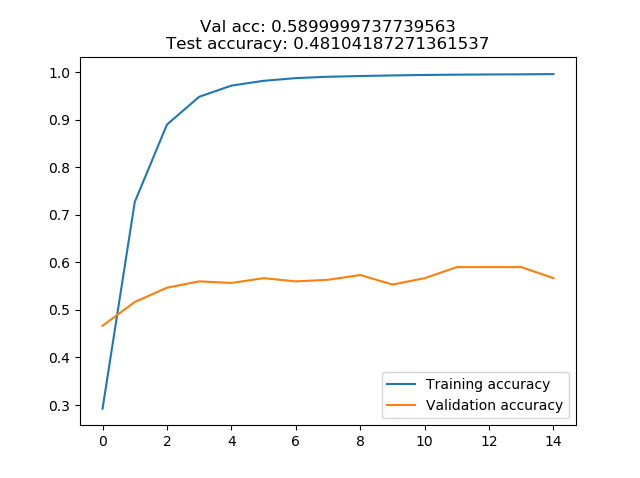 Val acc: 0.5899999737739563
Test accuracy: 0.48104187271361537
1.0
0.9
0.8
0.7
0.6
0.5
0.4
0.3
Training accuracy
Validation accuracy
0 2 4 6 8 10 12 14